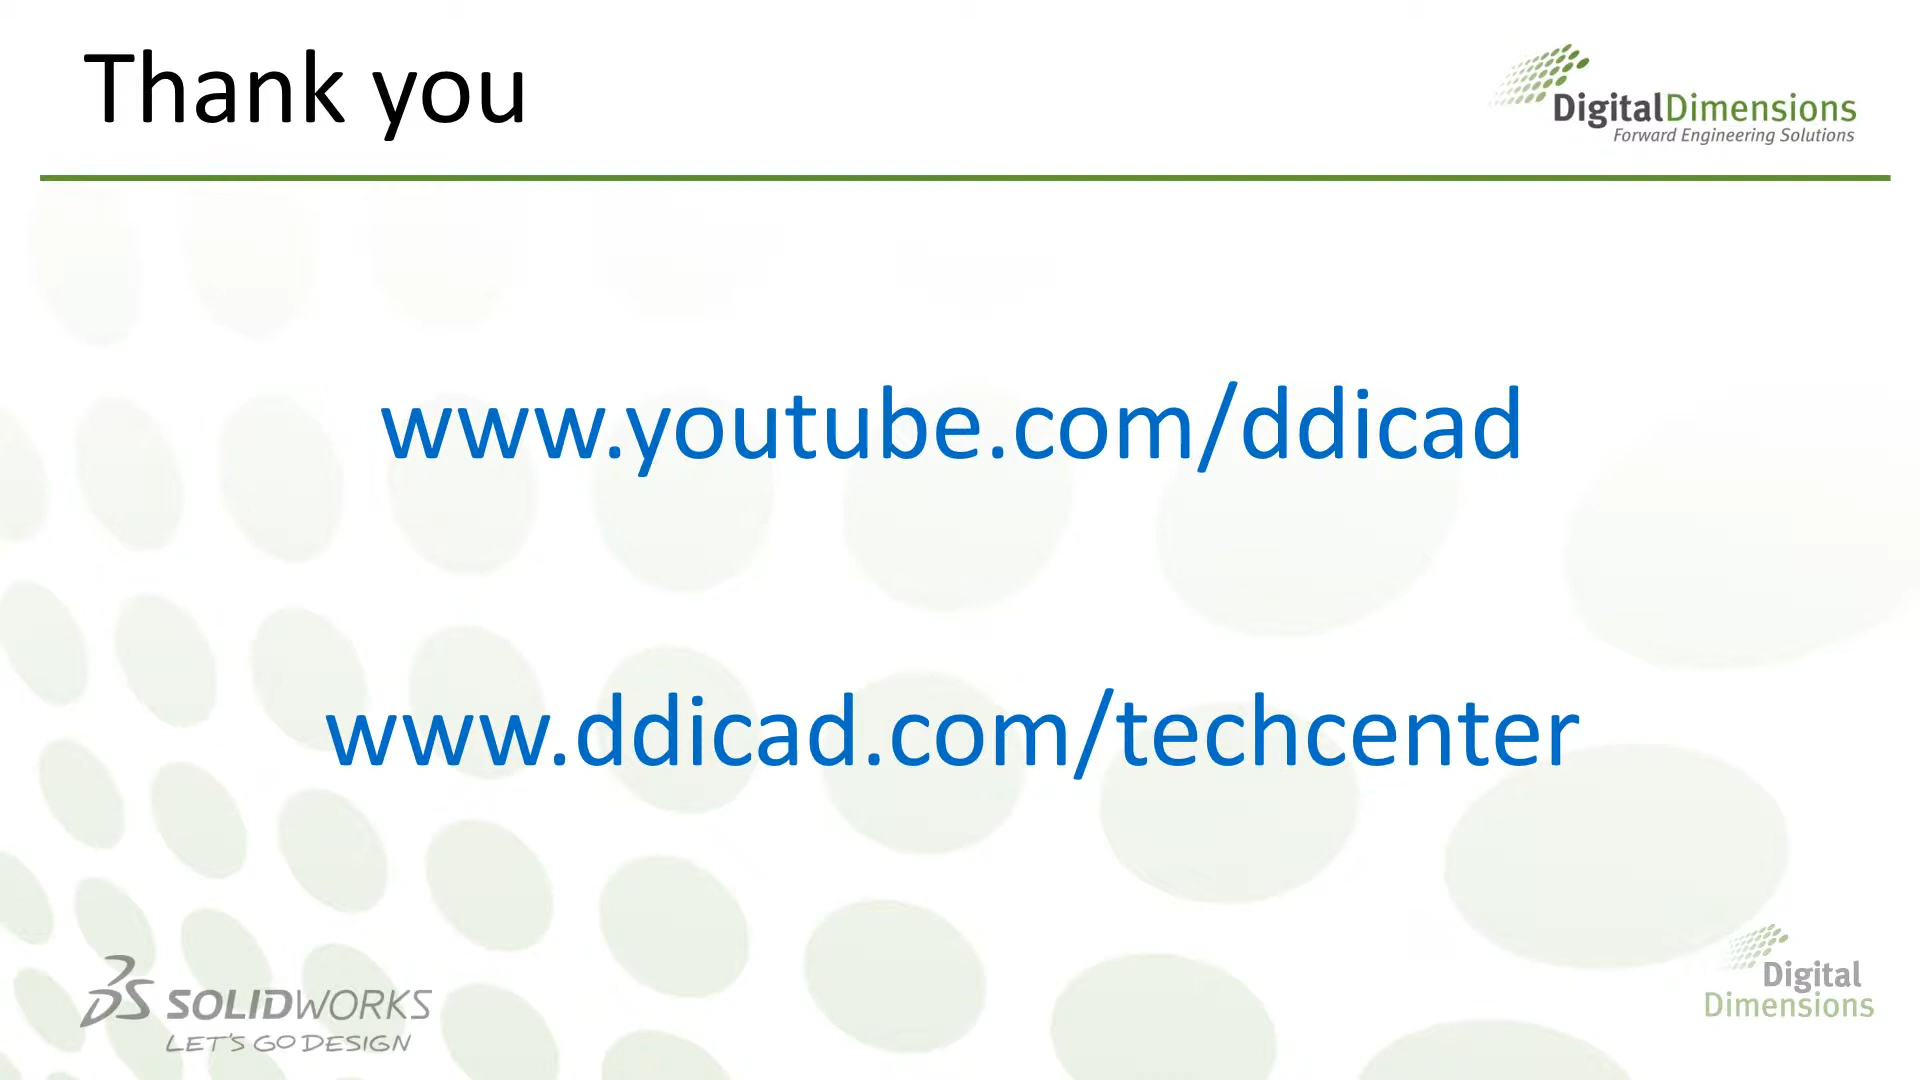 Thank you
DigitalDimensions
Forward Engineering Solutions
www.youtube.com/ddicad
www.ddicad.com/techcenter
SOLIDWORKS
LET'S GO DESIGN
Digital
Dimensions